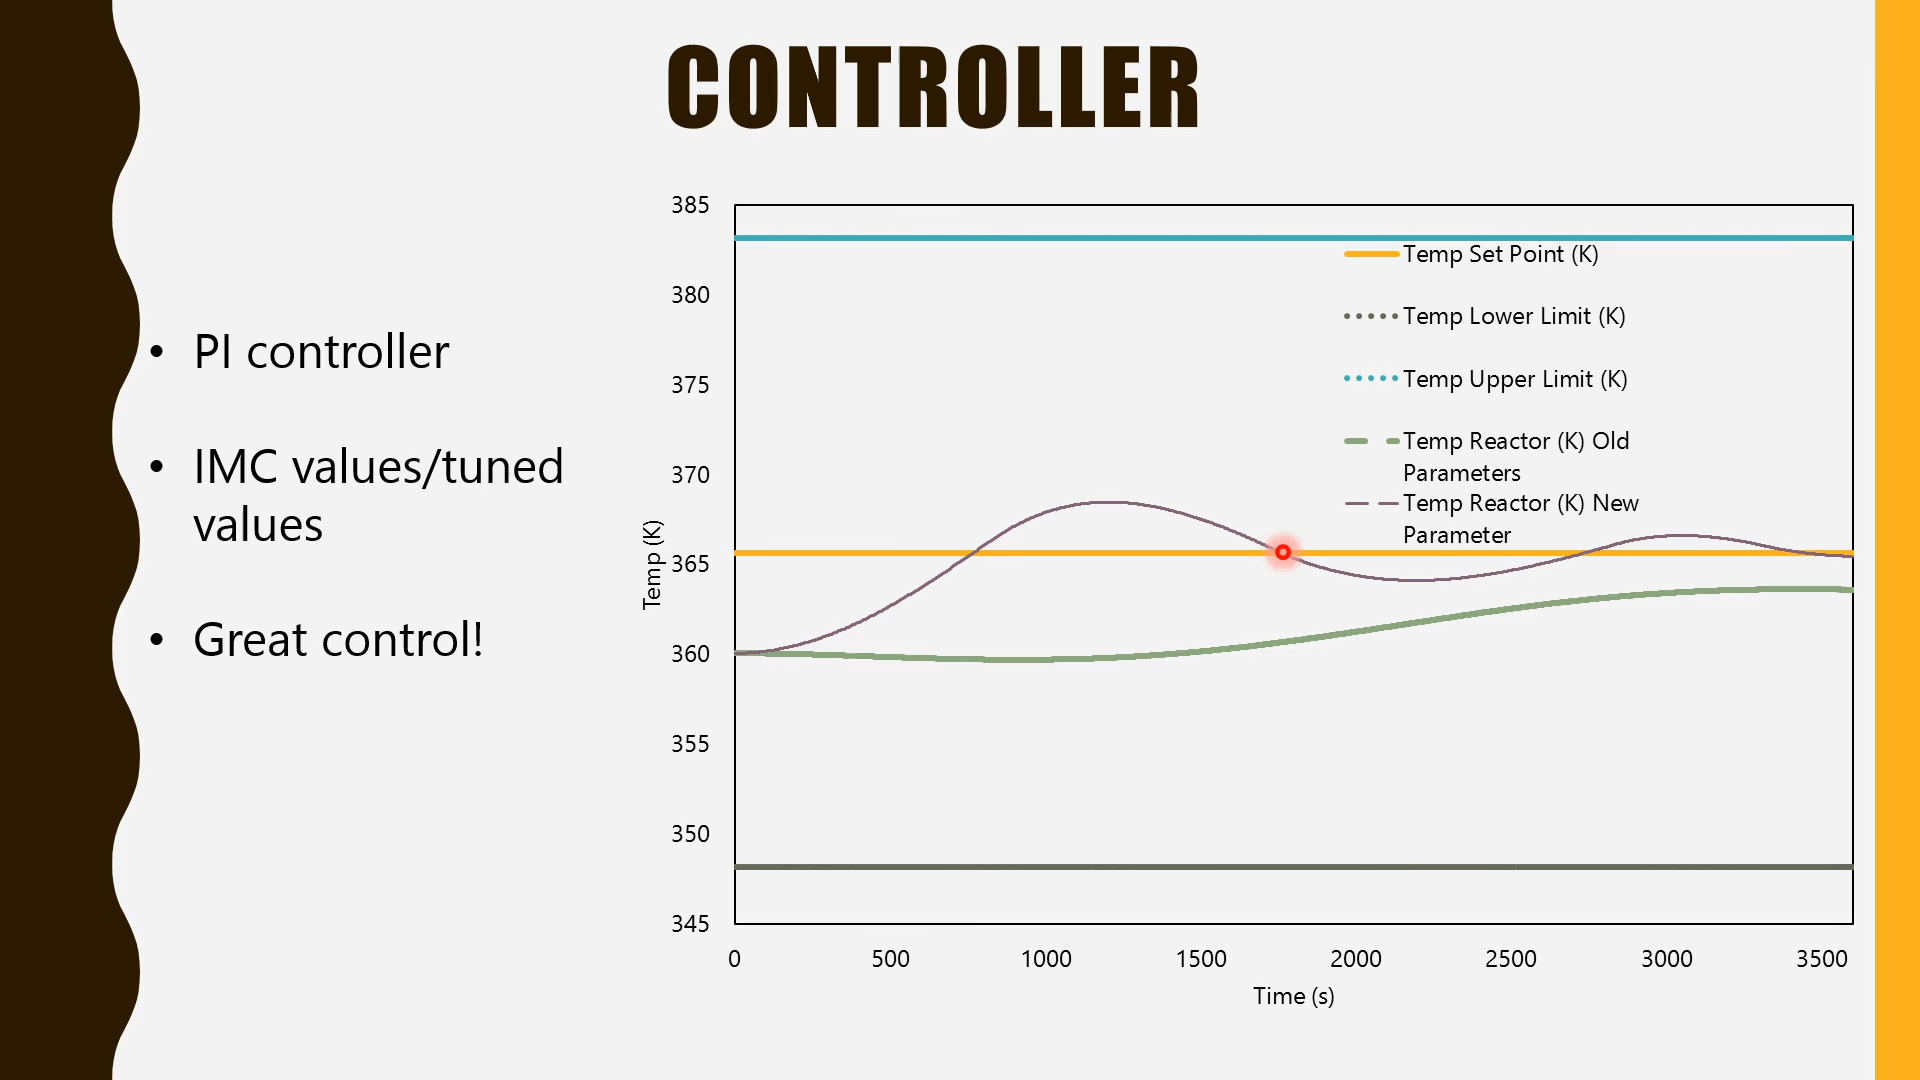 CONTROLLER
• PI controller
• IMC values/tuned
values
• Great control!
385
380
375
370
365
360
355
350
345
Temp (K)
Temp Set Point (K)
Temp Lower Limit (K)
Temp Upper Limit (K)
Temp Reactor (K) Old
Parameters
Temp Reactor (K) New
Parameter
0 500 1000 1500 2000 2500 3000 3500
Time (s)